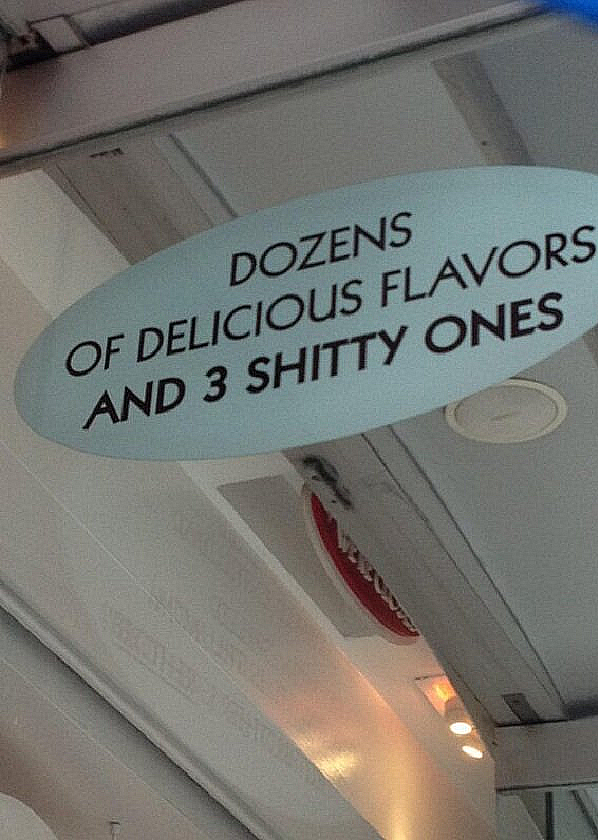 DOZENS
OF DELICIOUS FLAVORS
AND 3 SHITTY ONES